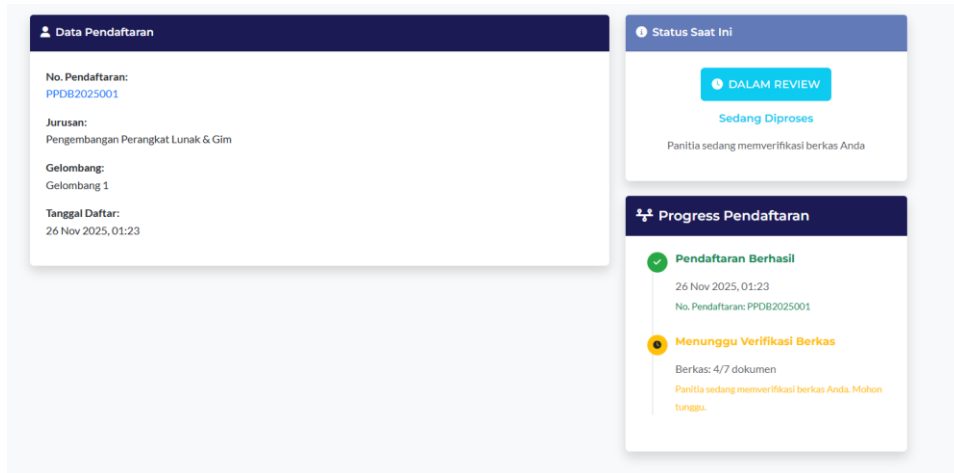 Data Pendaftaran
No. Pendaftaran:
PPDB2025001
Jurusan:
Pengembangan Perangkat Lunak & Gim
Gelombang:
Gelombang 1
Tanggal Daftar:
26 Nov 2025, 01:23
Status Saat Ini
DALAM REVIEW
Sedang Diproses
Panitia sedang memverifikasi berkas Anda
Progress Pendaftaran
Pendaftaran Berhasil
26 Nov 2025, 01:23
No. Pendaftaran: PPDB2025001
Menunggu Verifikasi Berkas
Berkas: 4/7 dokumen
Panitia sedang memverifikasi berkas Anda. Mohon
tunggu.